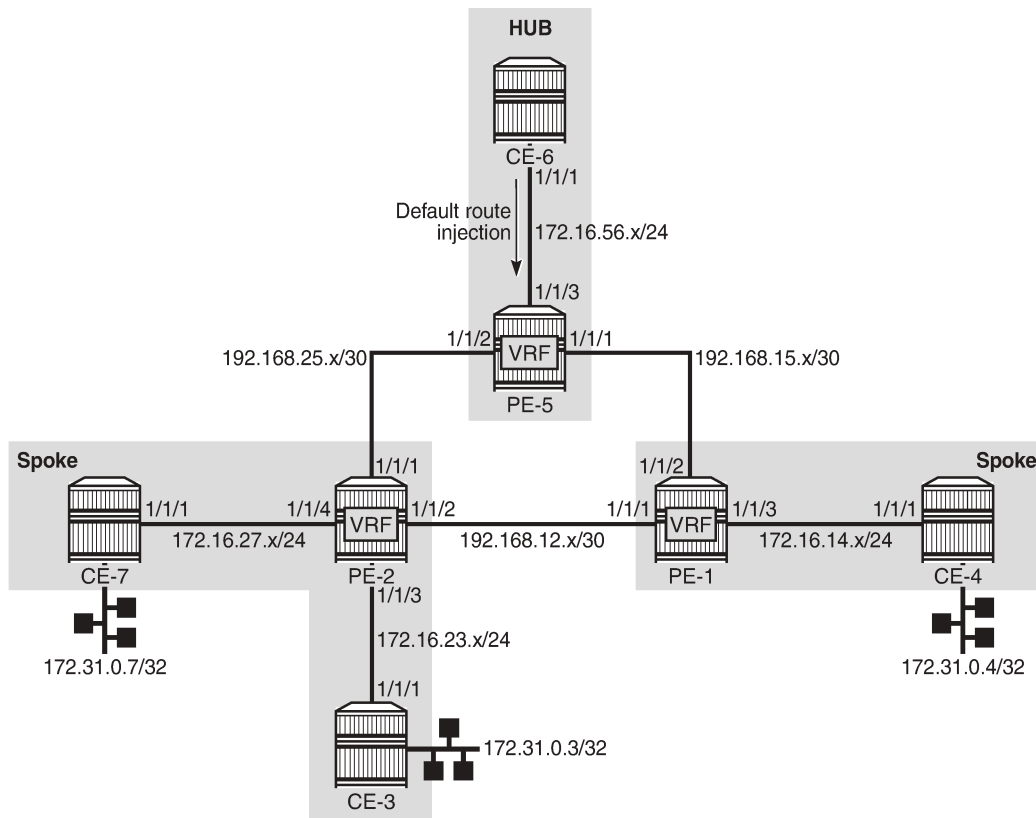 HUB
CE-6
1/1/1
Default route
injection
172.16.56.x/24
1/1/3
1/1/2
VRF
1/1/1
192.168.25.x/30
192.168.15.x/30
PE-5
Spoke
Spoke
1/1/1
1/1/2
1/1/1
1/1/4
VRF
1/1/2
1/1/1
VRF
1/1/3
1/1/1
172.16.27.x/24
192.168.12.x/30
172.16.14.x/24
CE-7
PE-2
PE-1
CE-4
1/1/3
172.16.23.x/24
172.31.0.7/32
172.31.0.4/32
1/1/1
172.31.0.3/32
CE-3